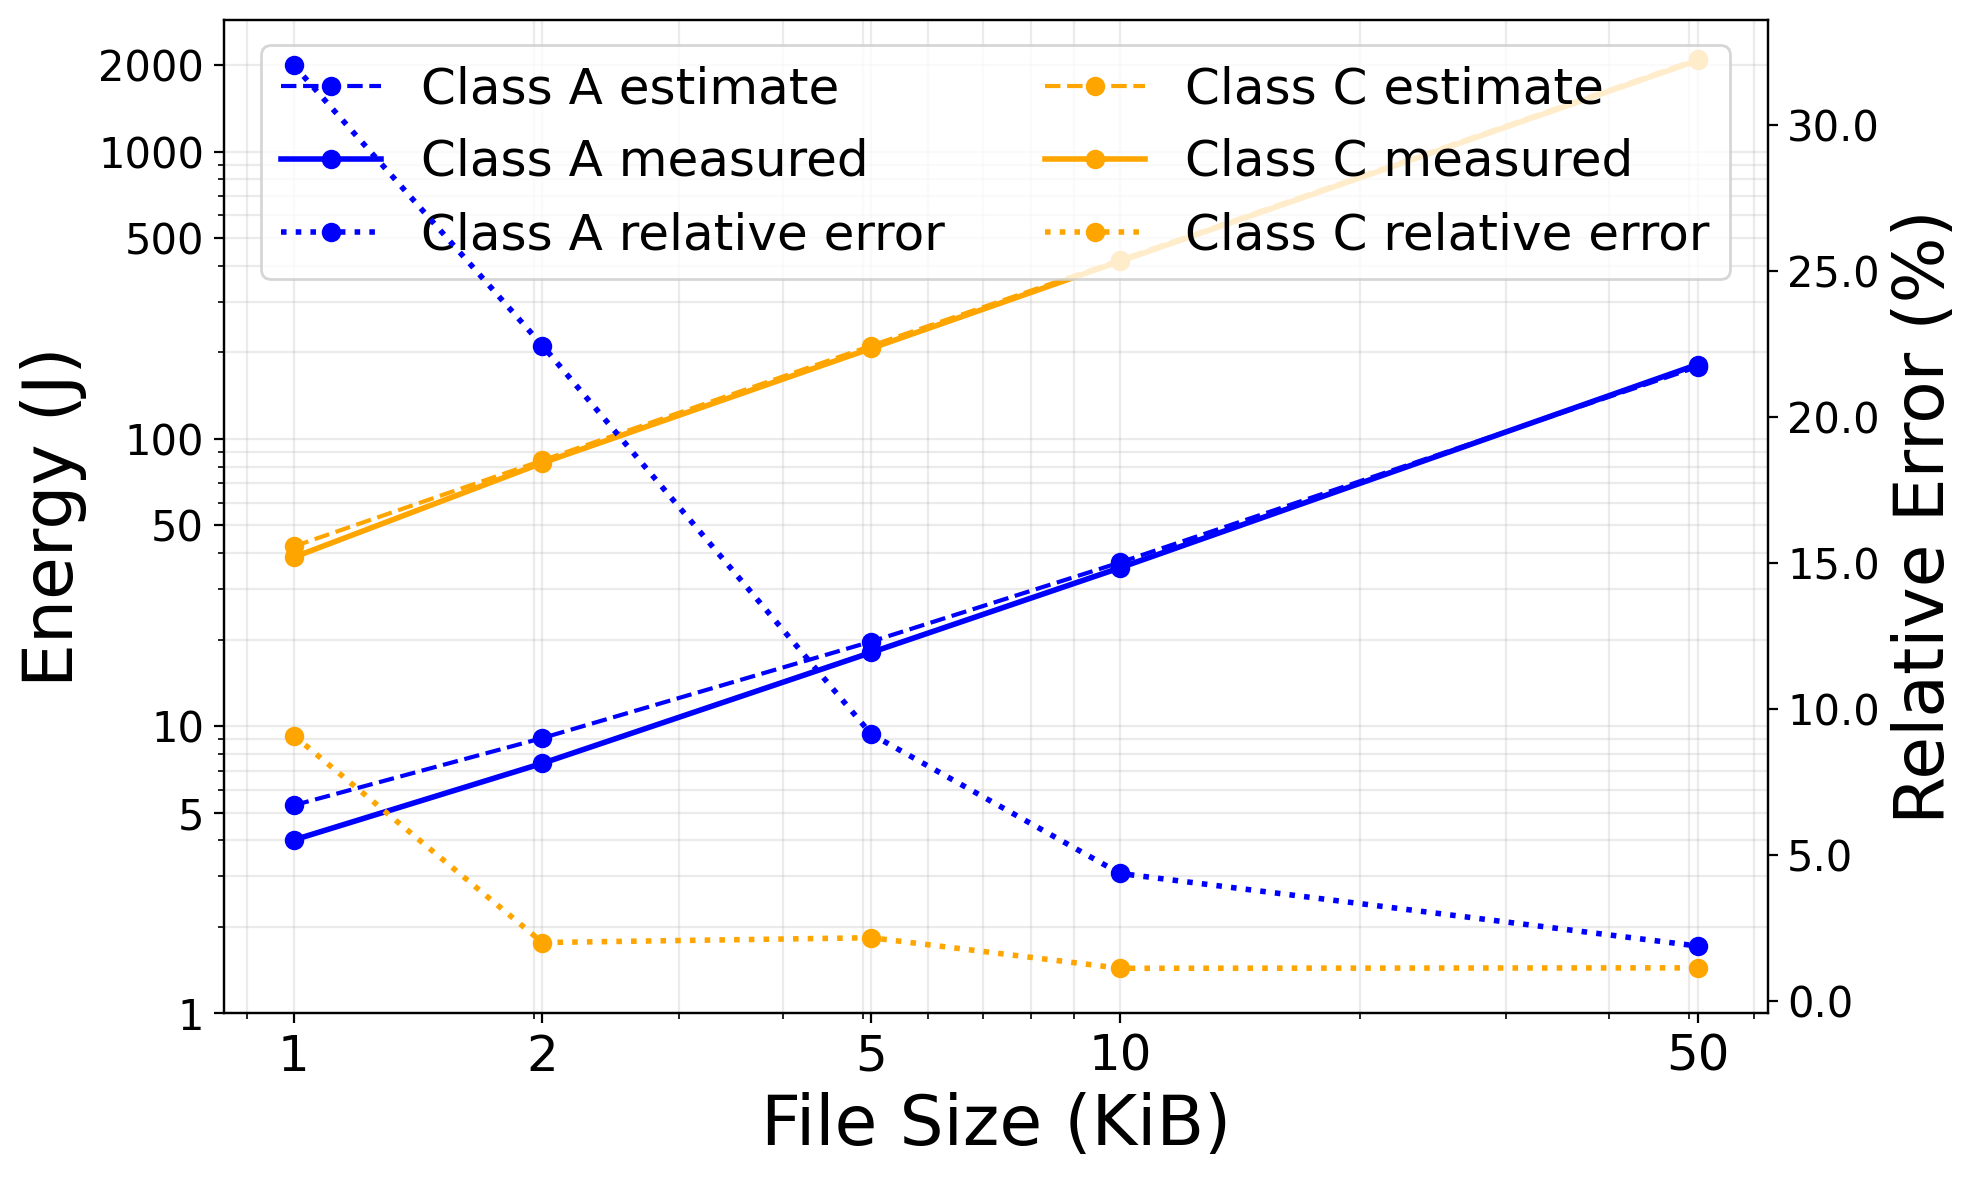 Class A estimate
Class A measured
Class A relative error
Class C estimate
Class C measured
Class C relative error
Energy (J)
2000
1000
500
100
50
10
5
1
Relative Error (%)
30.0
25.0
20.0
15.0
10.0
5.0
0.0
1 2 5 10 50
File Size (KiB)